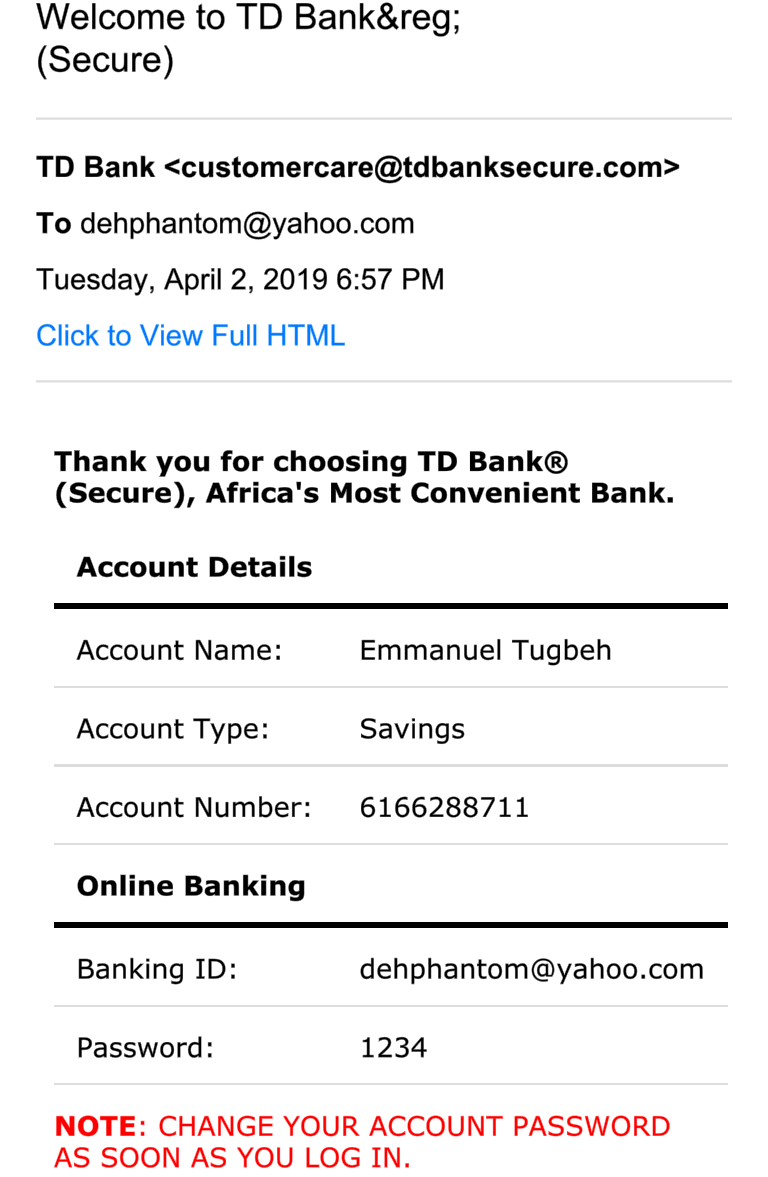 Welcome to TD Bank&reg;
(Secure)
TD Bank <customercare@tdbanksecure.com>
To dehphantom@yahoo.com
Tuesday, April 2, 2019 6:57 PM
Click to View Full HTML
Thank you for choosing TD Bank®
(Secure), Africa's Most Convenient Bank.
Account Details
Account Name: Emmanuel Tugbeh
Account Type: Savings
Account Number: 6166288711
Online Banking
Banking ID: dehphantom@yahoo.com
Password: 1234
NOTE: CHANGE YOUR ACCOUNT PASSWORD
AS SOON AS YOU LOG IN.